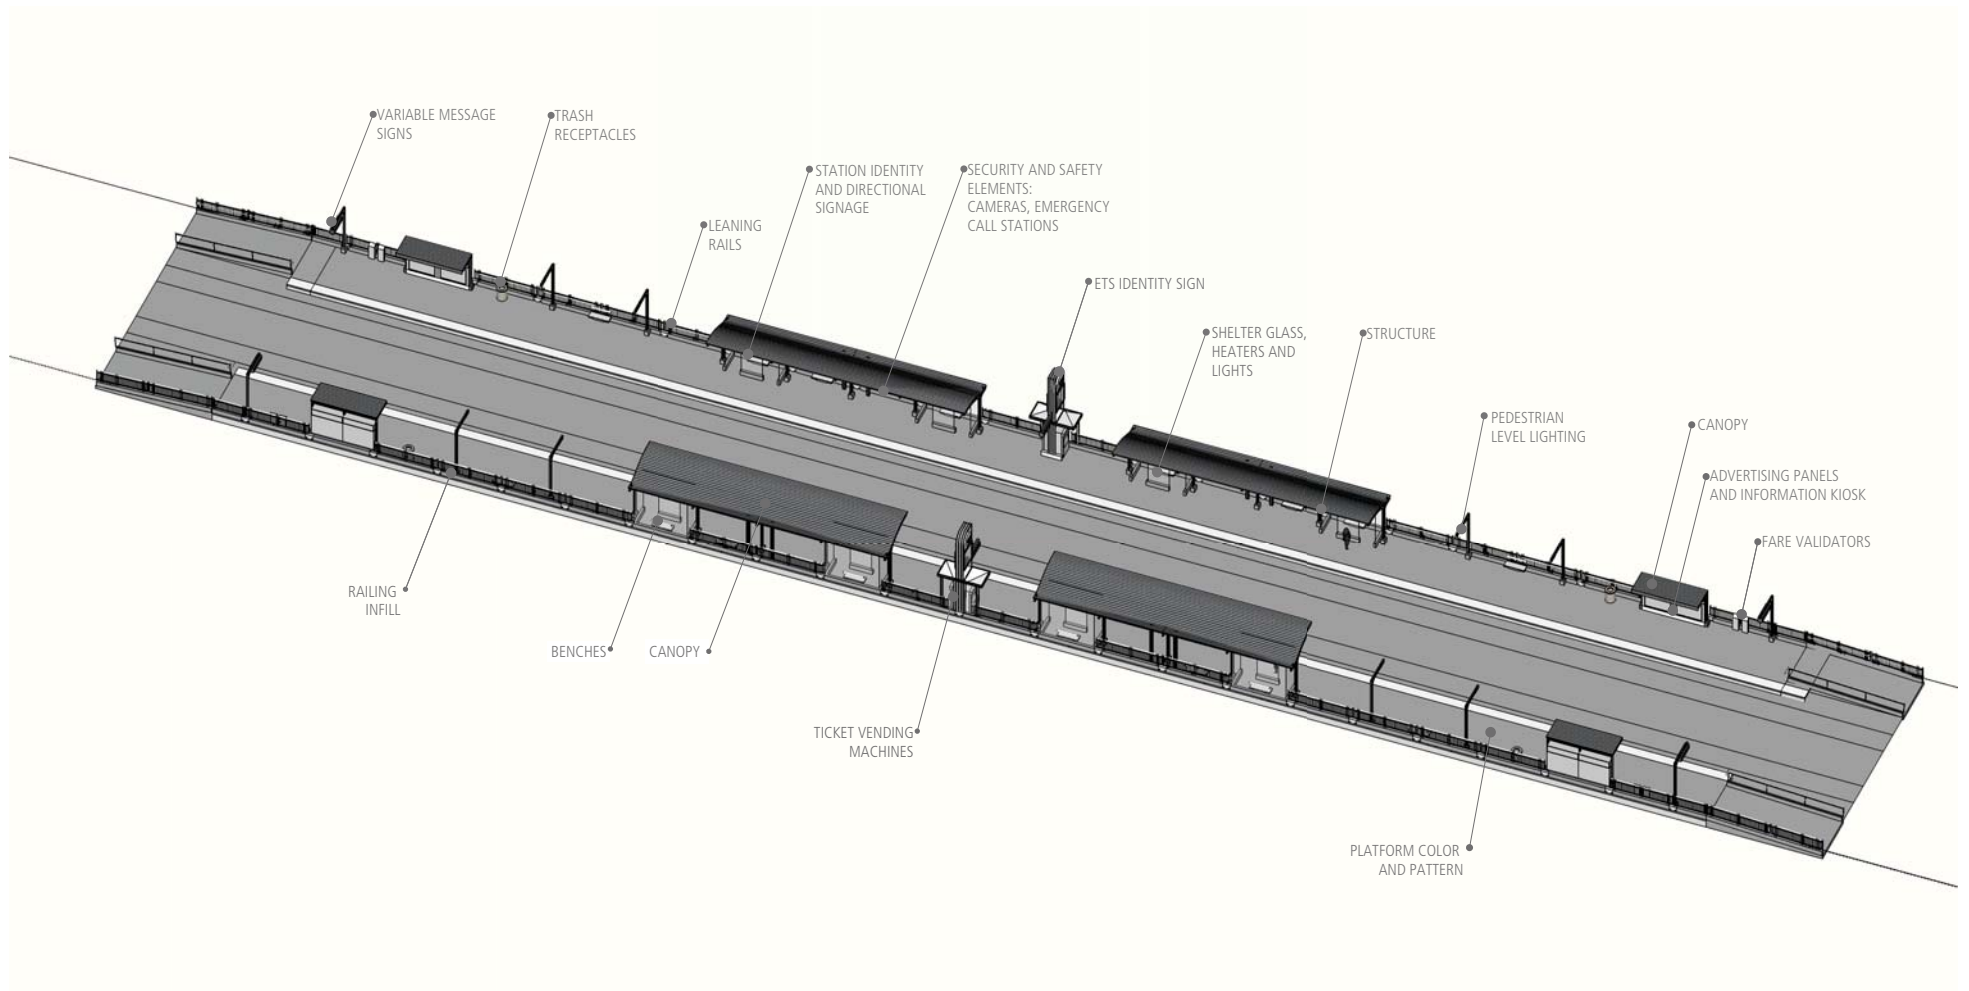 VARIABLE MESSAGE
SIGNS
TRASH
RECEPTACLES
STATION IDENTITY
AND DIRECTIONAL
SIGNAGE
SECURITY AND SAFETY
ELEMENTS:
CAMERAS, EMERGENCY
CALL STATIONS
LEANING
RAILS
ETS IDENTITY SIGN
SHELTER GLASS,
HEATERS AND
LIGHTS
STRUCTURE
PEDESTRIAN
LEVEL LIGHTING
CANOPY
ADVERTISING PANELS
AND INFORMATION KIOSK
FARE VALIDATORS
RAILING
INFILL
BENCHES
CANOPY
TICKET VENDING
MACHINES
PLATFORM COLOR
AND PATTERN